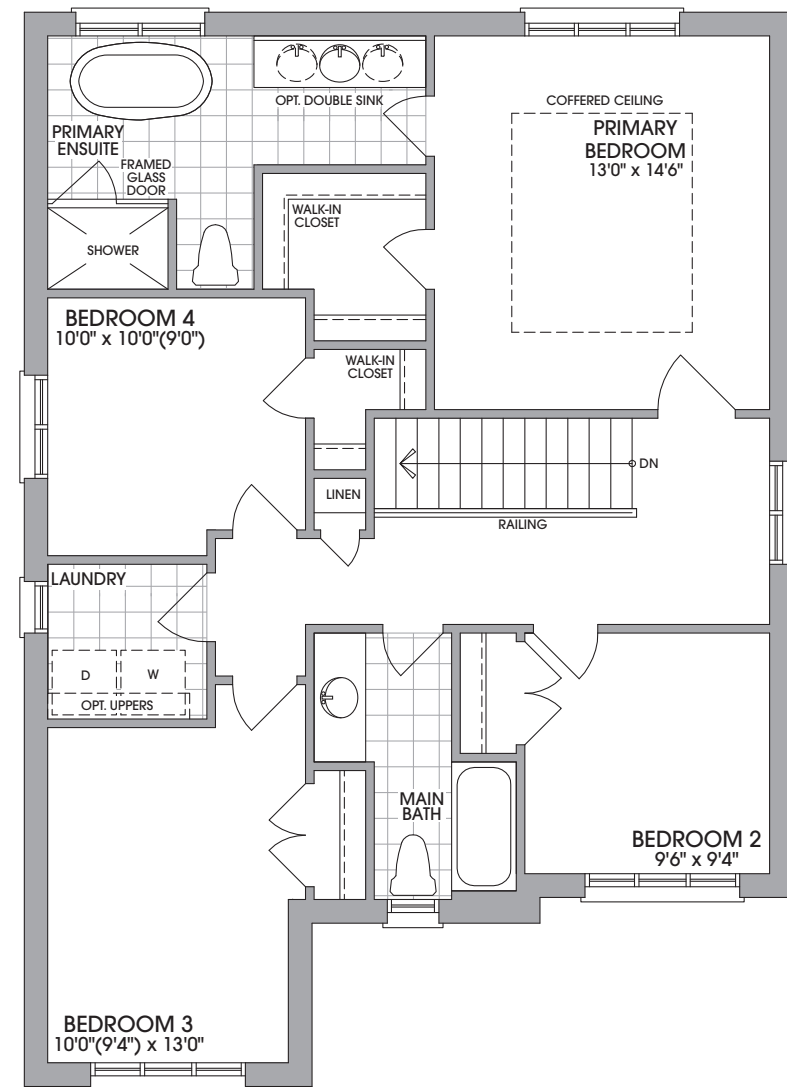 OPT. DOUBLE SINK
COFFERED CEILING
PRIMARY
ENSUITE
PRIMARY
BEDROOM
13'0" x 14'6"
FRAMED
GLASS
DOOR
WALK-IN
CLOSET
SHOWER
BEDROOM 4
10'0" x 10'0"(9'0")
WALK-IN
CLOSET
DN
LINEN
RAILING
LAUNDRY
D
W
OPT. UPPERS
MAIN
BATH
BEDROOM 2
9'6" x 9'4"
BEDROOM 3
10'0"(9'4") x 13'0"